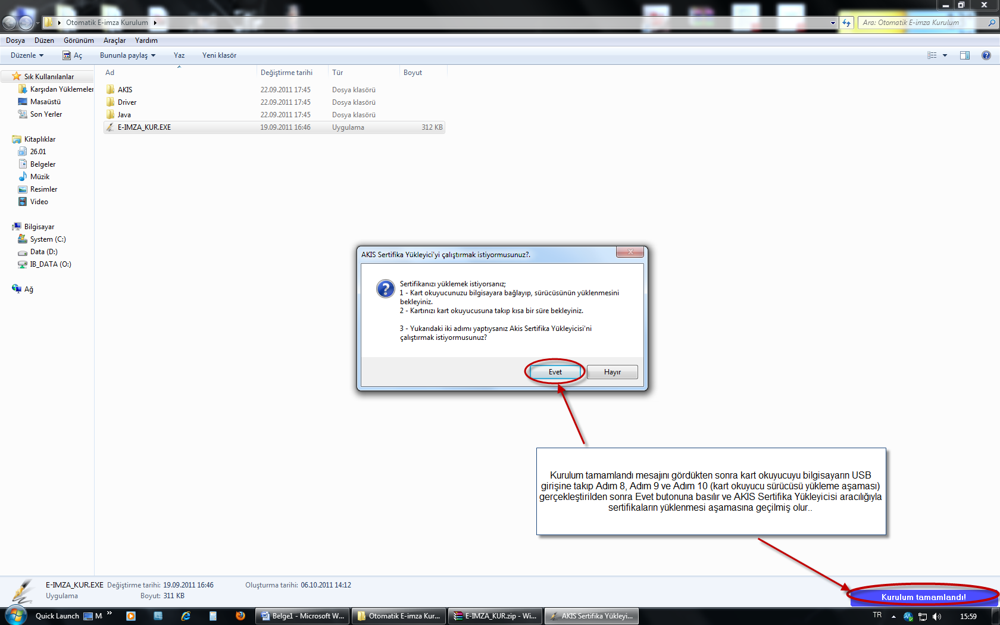 Otomatik E-imza Kurulum
Ara: Otomatik E-imza Kurulum
Dosya Düzen Görünüm Araçlar Yardım
Düzenle Aç Bununla paylaş Yaz Yeni klasör
Ad Değiştirme tarihi Tür Boyut
AKIS 22.09.2011 17:45 Dosya klasörü
Driver 22.09.2011 17:45 Dosya klasörü
Java 22.09.2011 17:45 Dosya klasörü
E-IMZA_KUR.EXE 19.09.2011 16:46 Uygulama 312 KB
Sık Kullanılanlar
Karşıdan Yüklemeler
Masaüstü
Son Yerler
Kitaplıklar
26.01
Belgeler
Müzik
Resimler
Video
Bilgisayar
System (C:)
Data (D:)
IB_DATA (O:)
Ağ
AKIS Sertifika Yükleyici'yi çalıştırmak istiyormusunuz?.
Sertifikanızı yüklemek istiyorsanız;
1 - Kart okuyucunuzu bilgisayara bağlayıp, sürücüsünün yüklenmesini
bekleyiniz.
2 - Kartınızı kart okuyucusuna takıp kısa bir süre bekleyiniz.
3 - Yukarıdaki iki adımı yaptıysanız Akis Sertifika Yükleyicisi'ni
çalıştırmak istiyormusunuz?
Evet Hayır
Kurulum tamamlandı mesajını gördükten sonra kart okuyucuyu bilgisayarın USB
girişine takıp Adım 8, Adım 9 ve Adım 10 (kart okuyucu sürücüsü yükleme aşaması)
gerçekleştirilden sonra Evet butonuna basılır ve AKIS Sertifika Yükleyicisi aracılığıyla
sertifikaların yüklenmesi aşamasına geçilmiş olur..
E-IMZA_KUR.EXE Değiştirme tarihi: 19.09.2011 16:46 Oluşturma tarihi: 06.10.2011 14:12
Uygulama Boyut: 311 KB
Kurulum tamamlandı!
Quick Launch M » Belge1 - Microsoft W... Otomatik E-imza Kur... E-IMZA_KUR.zip - Wi... AKIS Sertifika Yükleyi... TR 15:59